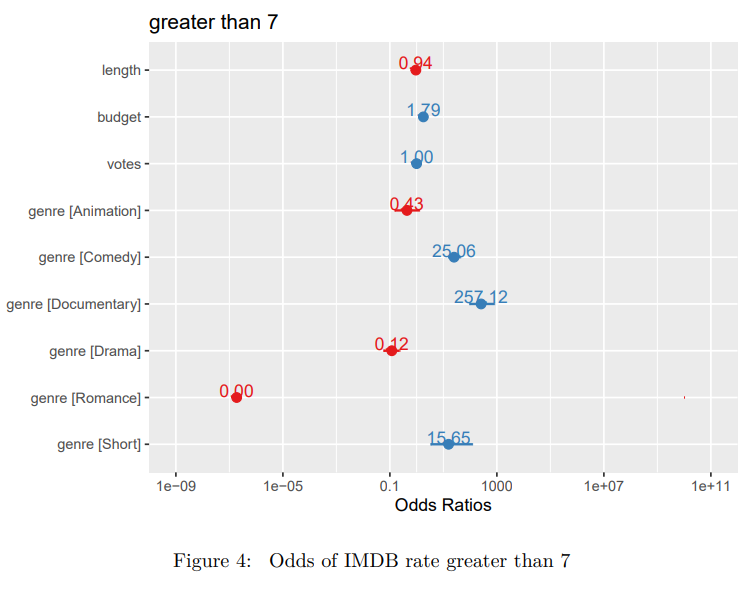 greater than 7
length
0.94
budget
1.79
votes
1.00
genre [Animation]
0.43
genre [Comedy]
25.06
genre [Documentary]
257.12
genre [Drama]
0.12
genre [Romance]
0.00
genre [Short]
15.65
1e−09 1e−05 0.1 1000 1e+07 1e+11
Odds Ratios
Figure 4: Odds of IMDB rate greater than 7